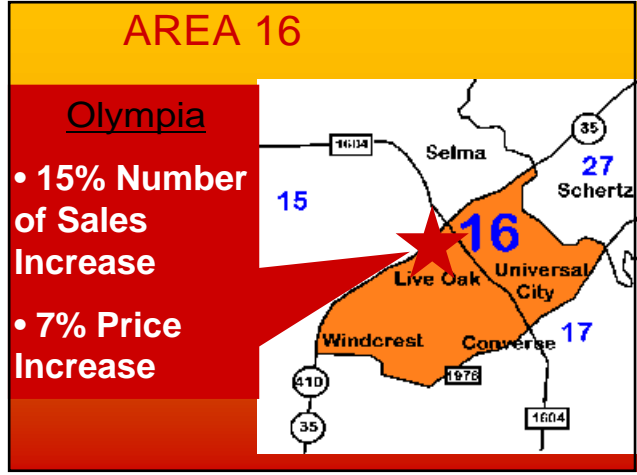 AREA 16
Olympia
• 15% Number
of Sales
Increase
• 7% Price
Increase
1604
Selma
35
27
Schertz
15
16
Live Oak
Universal
City
Windcrest
Converse
17
1976
410
35
1604